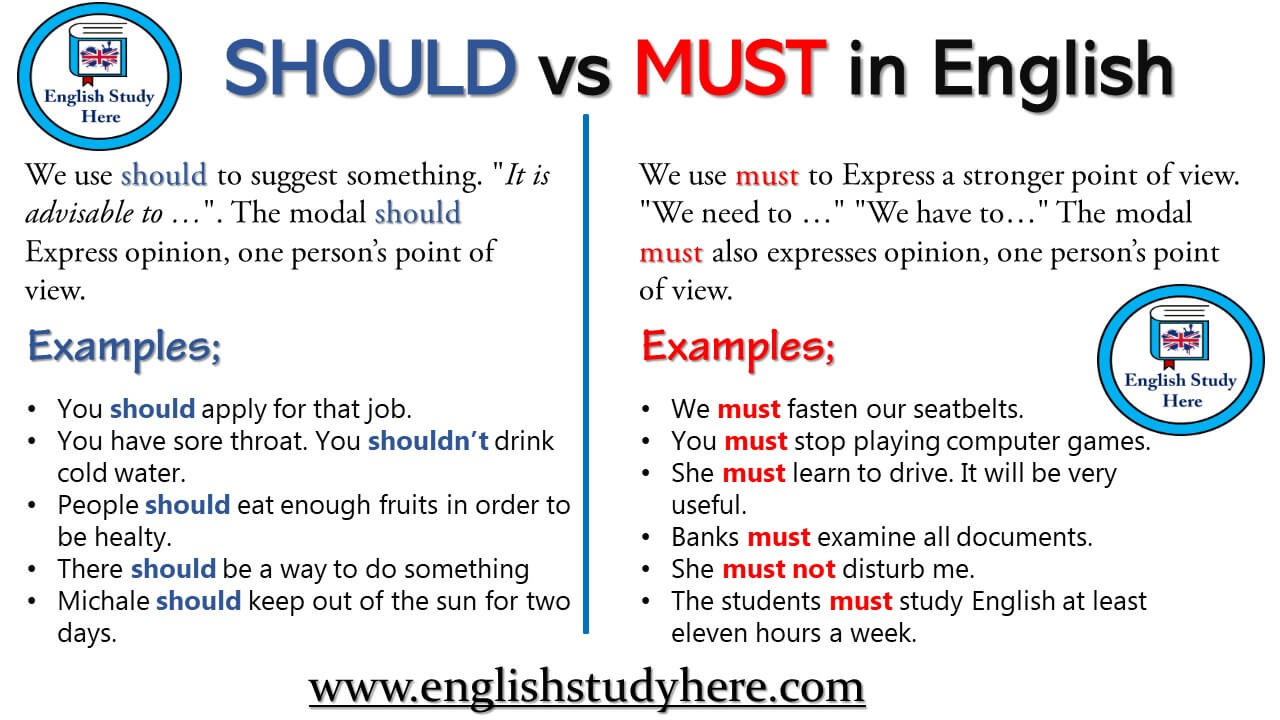 English Study
Here
SHOULD vs MUST in English
We use should to suggest something. "It is
advisable to …". The modal should
Express opinion, one person’s point of
view.
Examples;
• You should apply for that job.
• You have sore throat. You shouldn’t drink
cold water.
• People should eat enough fruits in order to
be healty.
• There should be a way to do something
• Michale should keep out of the sun for two
days.
We use must to Express a stronger point of view.
"We need to …" "We have to…" The modal
must also expresses opinion, one person’s point
of view.
Examples;
English Study
Here
• We must fasten our seatbelts.
• You must stop playing computer games.
• She must learn to drive. It will be very
useful.
• Banks must examine all documents.
• She must not disturb me.
• The students must study English at least
eleven hours a week.
www.englishstudyhere.com